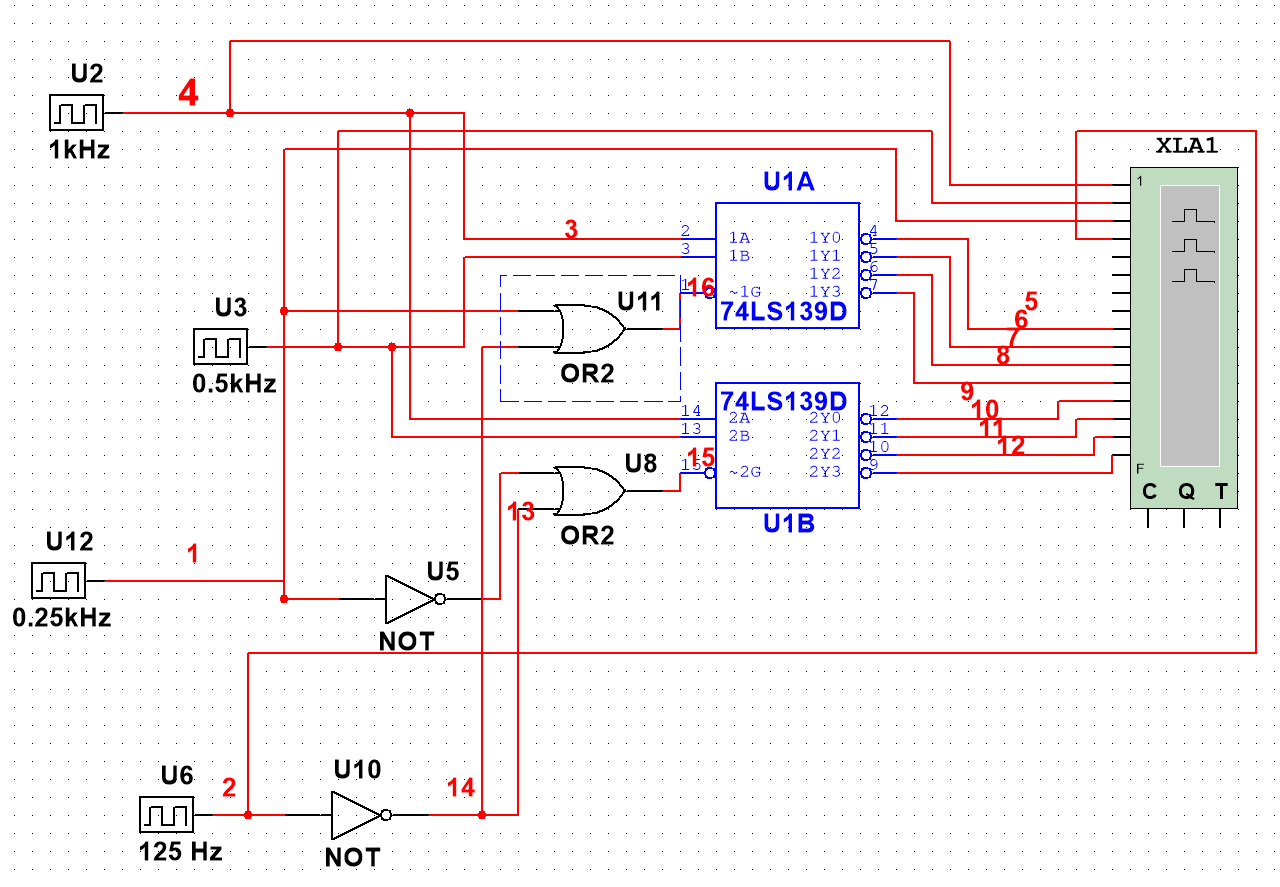 U2
4
1kHz
XLA1
1
U1A
3
2
1A
1Y0
4
3
1B
1Y1
5
1Y2
6
1
16
~1G
1Y3
7
74LS139D
U11
OR2
U3
0.5kHz
5
6
7
8
9
10
11
12
74LS139D
14
2A
2Y0
12
13
2B
2Y1
11
2Y2
10
15
15
~2G
2Y3
9
U1B
F
C Q T
U8
13
OR2
U12
1
0.25kHz
U5
NOT
U6
2
125 Hz
U10
14
NOT